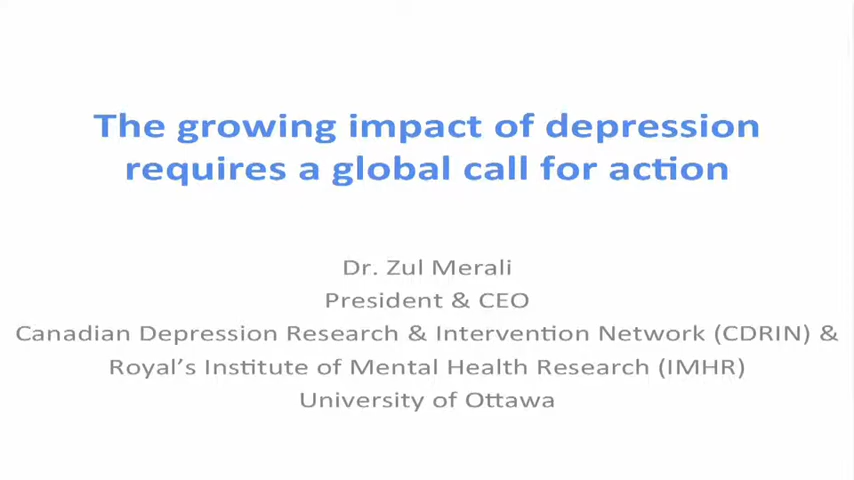 The growing impact of depression
requires a global call for action
Dr. Zul Merali
President & CEO
Canadian Depression Research & Intervention Network (CDRIN) &
Royal’s Institute of Mental Health Research (IMHR)
University of Ottawa